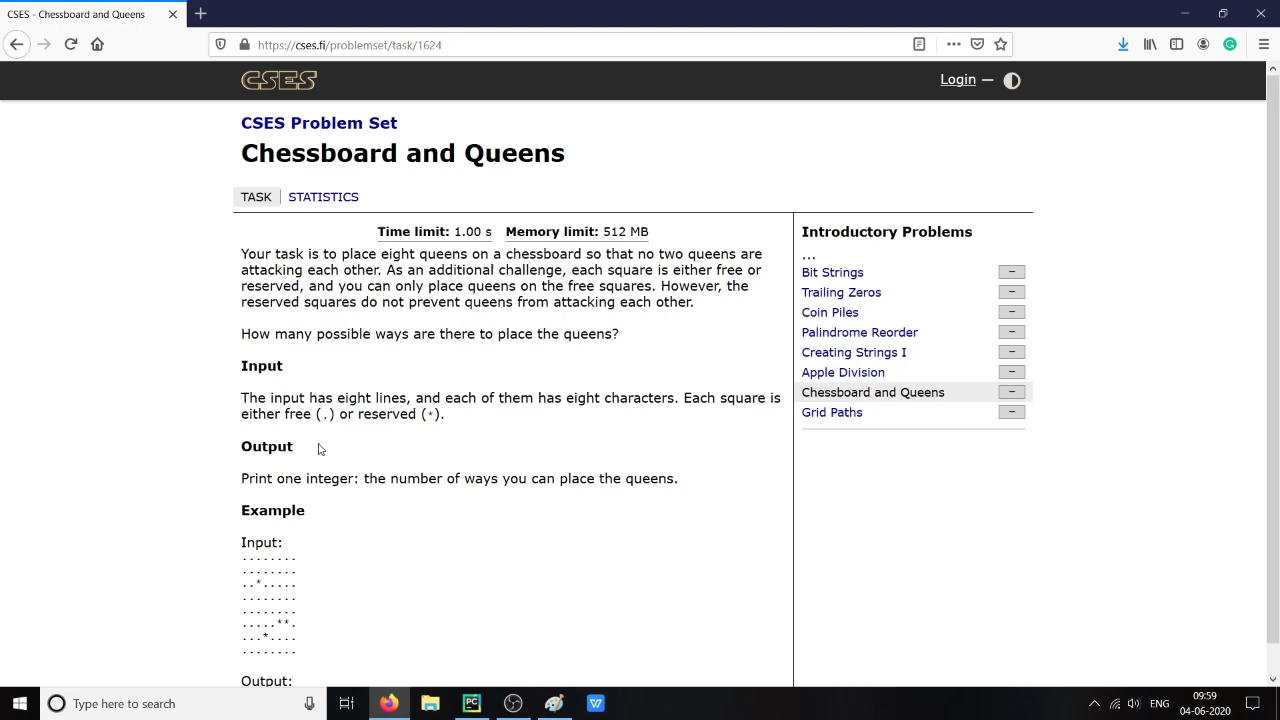 CSES - Chessboard and Queens
https://cses.fi/problemset/task/1624
CSES
Login —
CSES Problem Set
Chessboard and Queens
TASK
STATISTICS
Time limit: 1.00 s Memory limit: 512 MB
Your task is to place eight queens on a chessboard so that no two queens are
attacking each other. As an additional challenge, each square is either free or
reserved, and you can only place queens on the free squares. However, the
reserved squares do not prevent queens from attacking each other.
How many possible ways are there to place the queens?
Input
The input has eight lines, and each of them has eight characters. Each square is
either free (.) or reserved (*).
Output
Print one integer: the number of ways you can place the queens.
Example
Input:
........
........
..*.....
........
........
.....**.
...*....
........
Output:
Introductory Problems
...
Bit Strings –
Trailing Zeros –
Coin Piles –
Palindrome Reorder –
Creating Strings I –
Apple Division –
Chessboard and Queens –
Grid Paths –
Type here to search
PC
W
ENG
09:59
04-06-2020